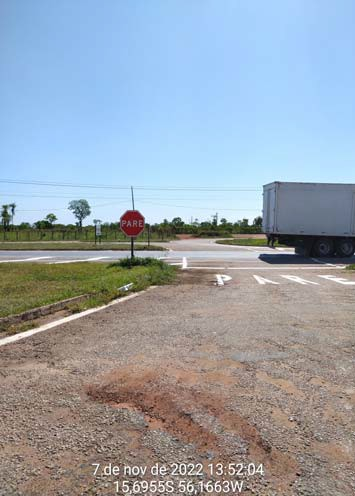 PARE
PARE
7 de nov de 2022 13:52:04
15,6955S 56,1663W